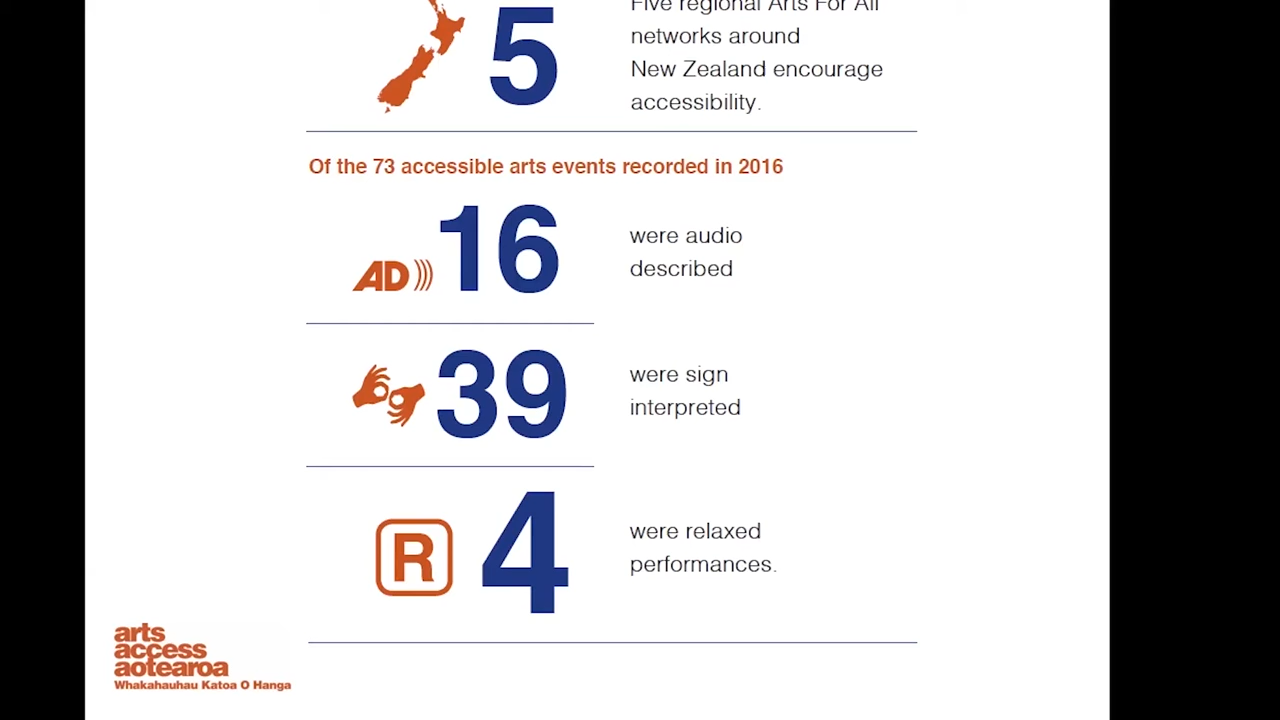 5
Five regional Arts For All
networks around
New Zealand encourage
accessibility.
Of the 73 accessible arts events recorded in 2016
AD
16
were audio
described
39
were sign
interpreted
R
4
were relaxed
performances.
arts
access
aotearoa
Whakahauhau Katoa O Hanga